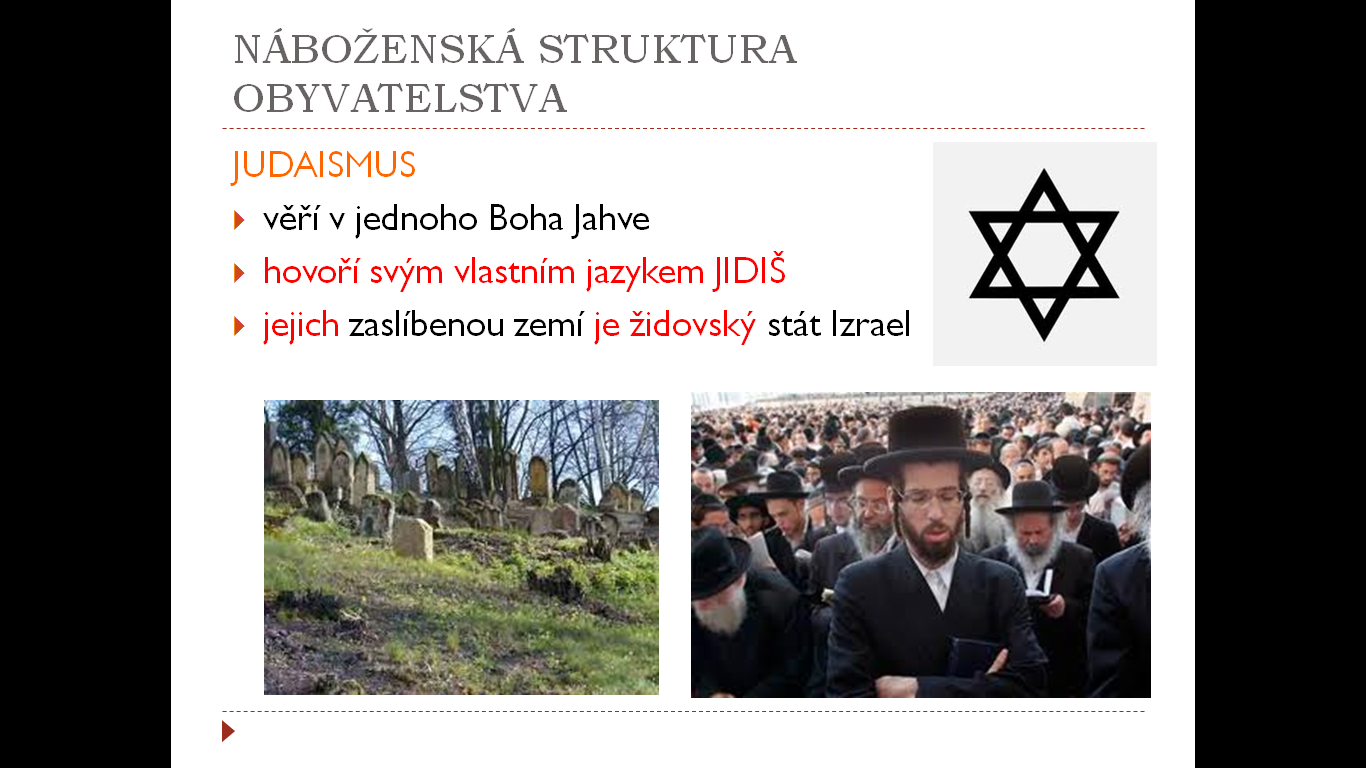 NÁBOŽENSKÁ STRUKTURA
OBYVATELSTVA
JUDAISMUS
věří v jednoho Boha Jahve
hovoří svým vlastním jazykem JIDIŠ
jejich zaslíbenou zemí je židovský stát Izrael